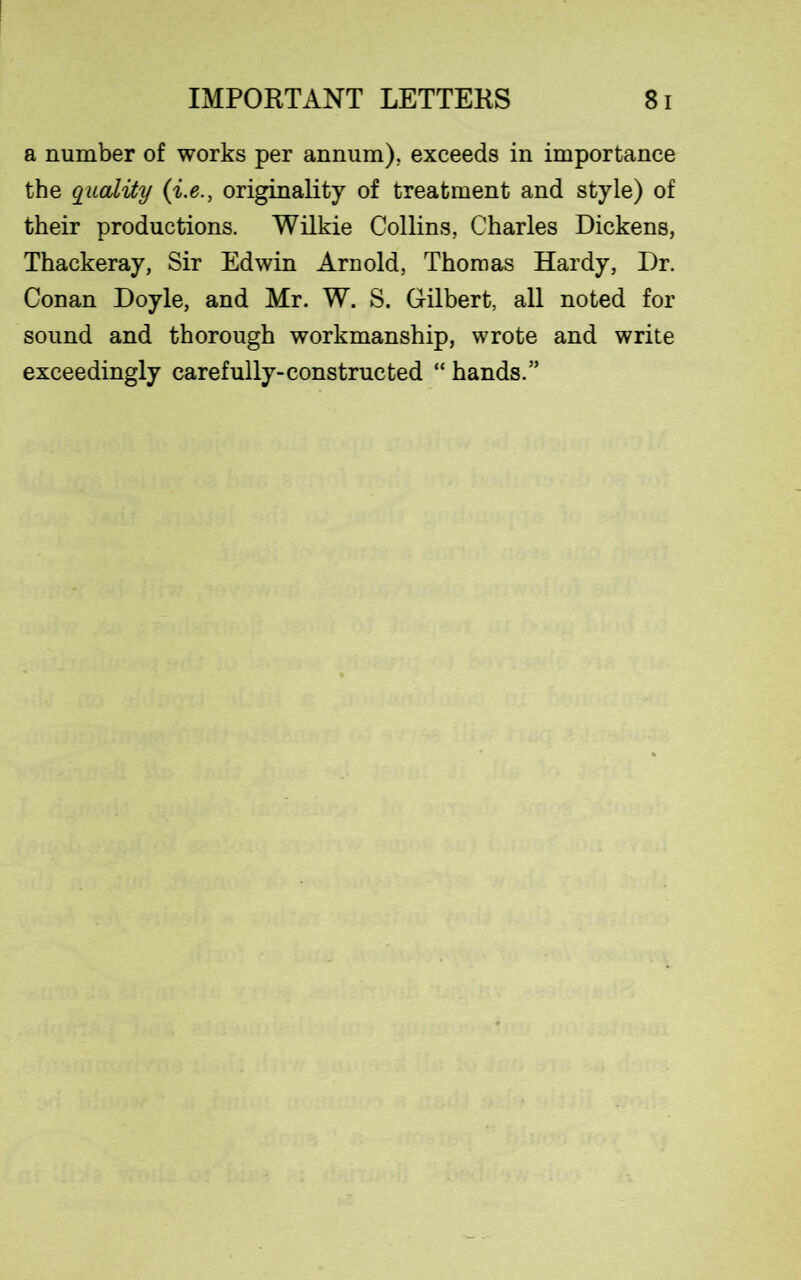 IMPORTANT LETTERS 81
a number of works per annum), exceeds in importance
the quality (i.e., originality of treatment and style) of
their productions. Wilkie Collins, Charles Dickens,
Thackeray, Sir Edwin Arnold, Thomas Hardy, Dr.
Conan Doyle, and Mr. W. S. Gilbert, all noted for
sound and thorough workmanship, wrote and write
exceedingly carefully-constructed “ hands.”